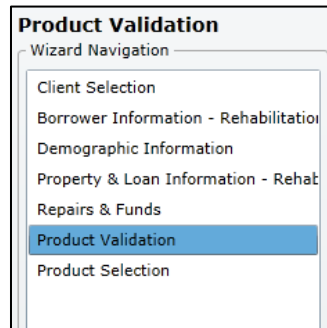 Product Validation
Wizard Navigation
Client Selection
Borrower Information - Rehabilitation
Demographic Information
Property & Loan Information - Rehab
Repairs & Funds
Product Validation
Product Selection